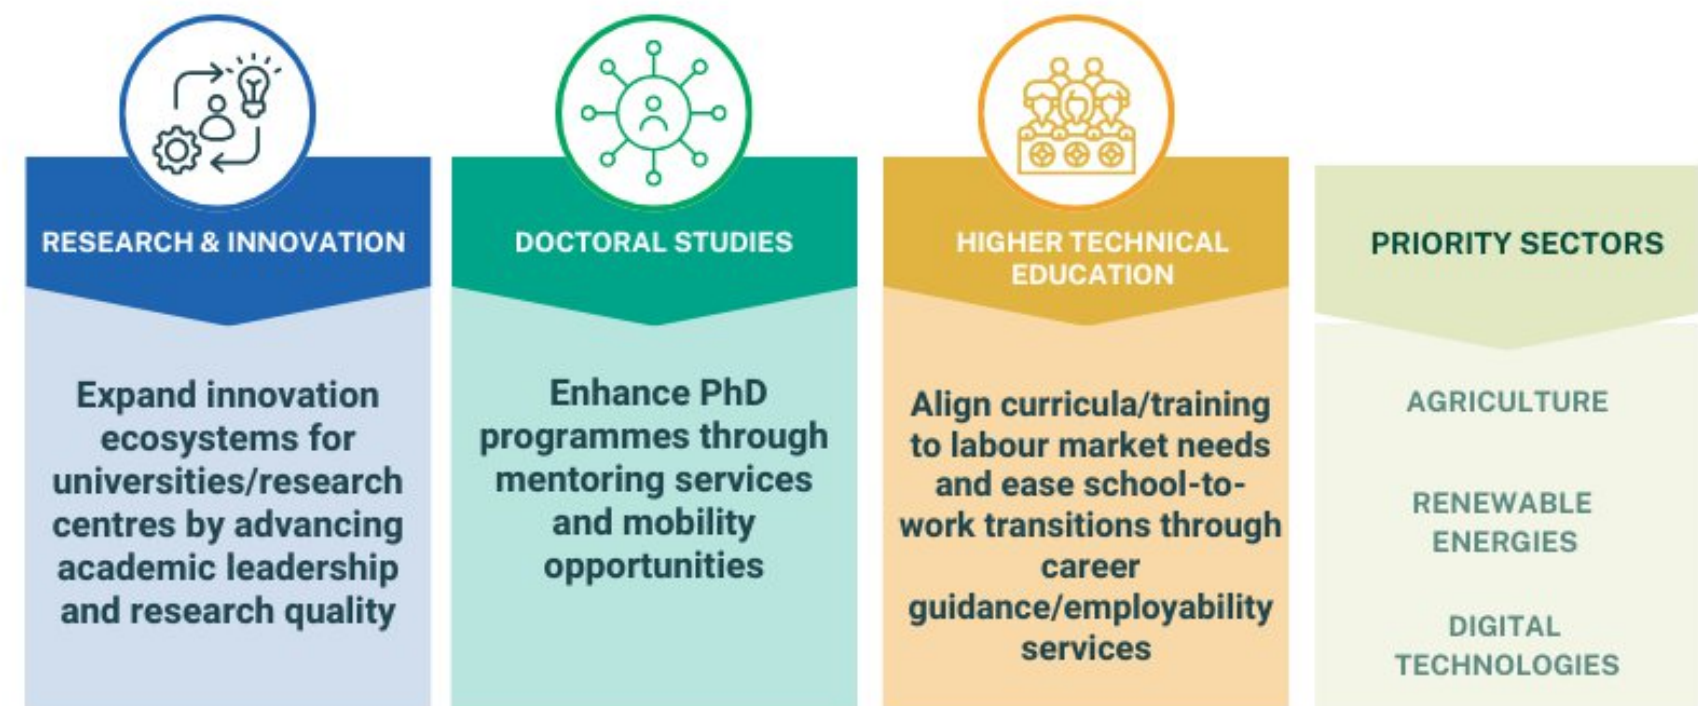 RESEARCH & INNOVATION
Expand innovation
ecosystems for
universities/research
centres by advancing
academic leadership
and research quality
DOCTORAL STUDIES
Enhance PhD
programmes through
mentoring services
and mobility
opportunities
HIGHER TECHNICAL
EDUCATION
Align curricula/training
to labour market needs
and ease school-to-
work transitions through
career
guidance/employability
services
PRIORITY SECTORS
AGRICULTURE
RENEWABLE
ENERGIES
DIGITAL
TECHNOLOGIES